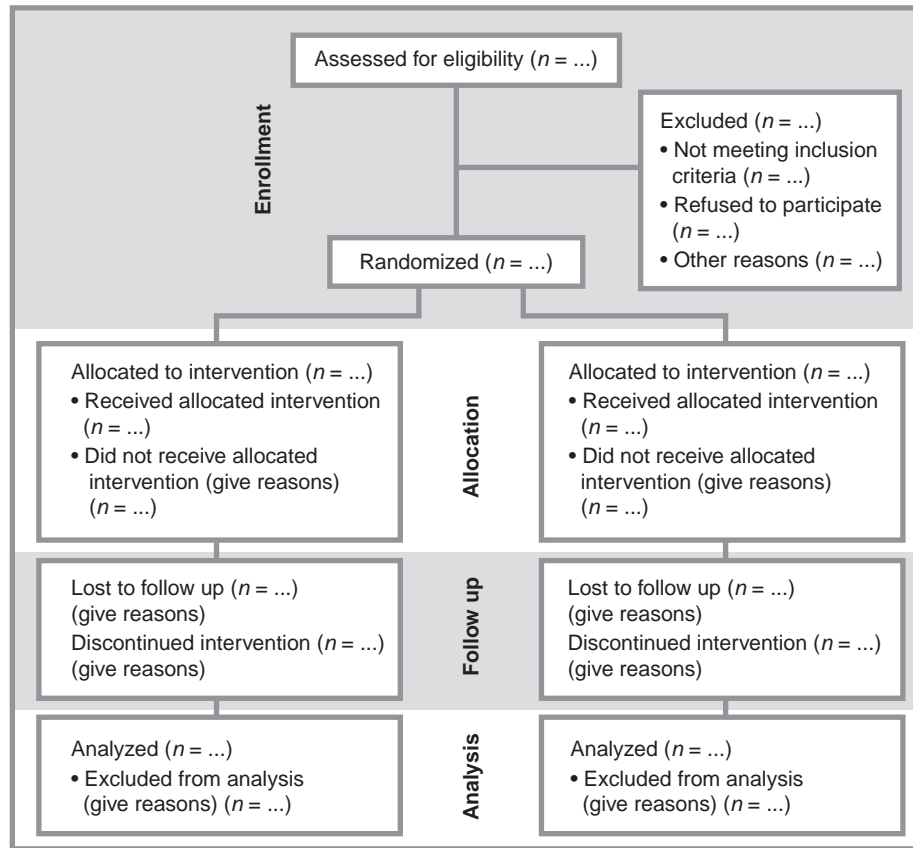 Assessed for eligibility (n = ...)
Enrollment
Excluded (n = ...)
• Not meeting inclusion
criteria (n = ...)
• Refused to participate
(n = ...)
• Other reasons (n = ...)
Randomized (n = ...)
Allocated to intervention (n = ...)
• Received allocated intervention
(n = ...)
• Did not receive allocated
intervention (give reasons)
(n = ...)
Allocation
Allocated to intervention (n = ...)
• Received allocated intervention
(n = ...)
• Did not receive allocated
intervention (give reasons)
(n = ...)
Lost to follow up (n = ...)
(give reasons)
Discontinued intervention (n = ...)
(give reasons)
Follow up
Lost to follow up (n = ...)
(give reasons)
Discontinued intervention (n = ...)
(give reasons)
Analyzed (n = ...)
• Excluded from analysis
(give reasons) (n = ...)
Analysis
Analyzed (n = ...)
• Excluded from analysis
(give reasons) (n = ...)